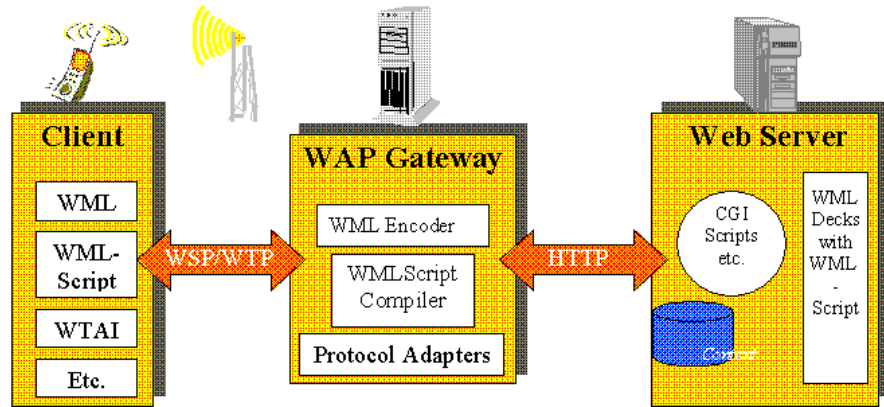 Client
WML
WML-
Script
WTAI
Etc.
WSP/WTP
WAP Gateway
WML Encoder
WMLScript
Compiler
Protocol Adapters
HTTP
Web Server
CGI
Scripts
etc.
Content
WML
Decks
with
WML
-
Script